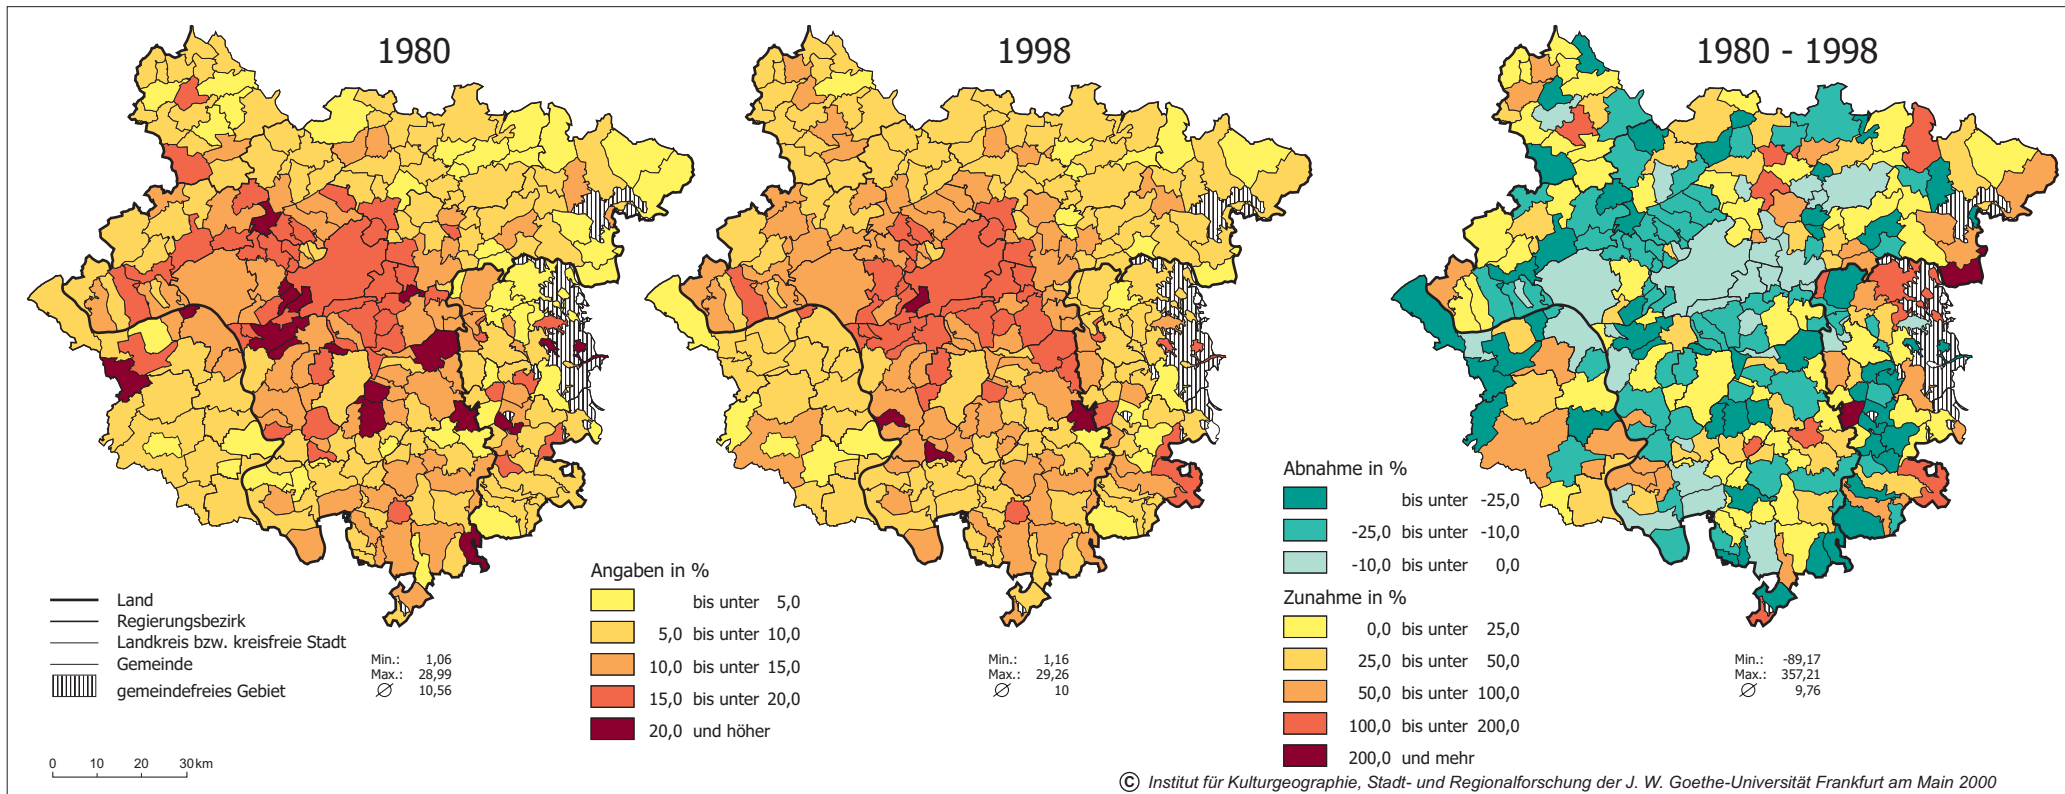 1980
1998
1980 - 1998
Land
Regierungsbezirk
Landkreis bzw. kreisfreie Stadt
Gemeinde
gemeindefreies Gebiet
0 10 20 30 km
Min.: 1,06
Max.: 28,99
∅ 10,56
Angaben in %
bis unter 5,0
5,0 bis unter 10,0
10,0 bis unter 15,0
15,0 bis unter 20,0
20,0 und höher
Min.: 1,16
Max.: 29,26
∅ 10
Abnahme in %
bis unter -25,0
-25,0 bis unter -10,0
-10,0 bis unter 0,0
Zunahme in %
0,0 bis unter 25,0
25,0 bis unter 50,0
50,0 bis unter 100,0
100,0 bis unter 200,0
200,0 und mehr
Min.: -89,17
Max.: 357,21
∅ 9,76
© Institut für Kulturgeographie, Stadt- und Regionalforschung der J. W. Goethe-Universität Frankfurt am Main 2000